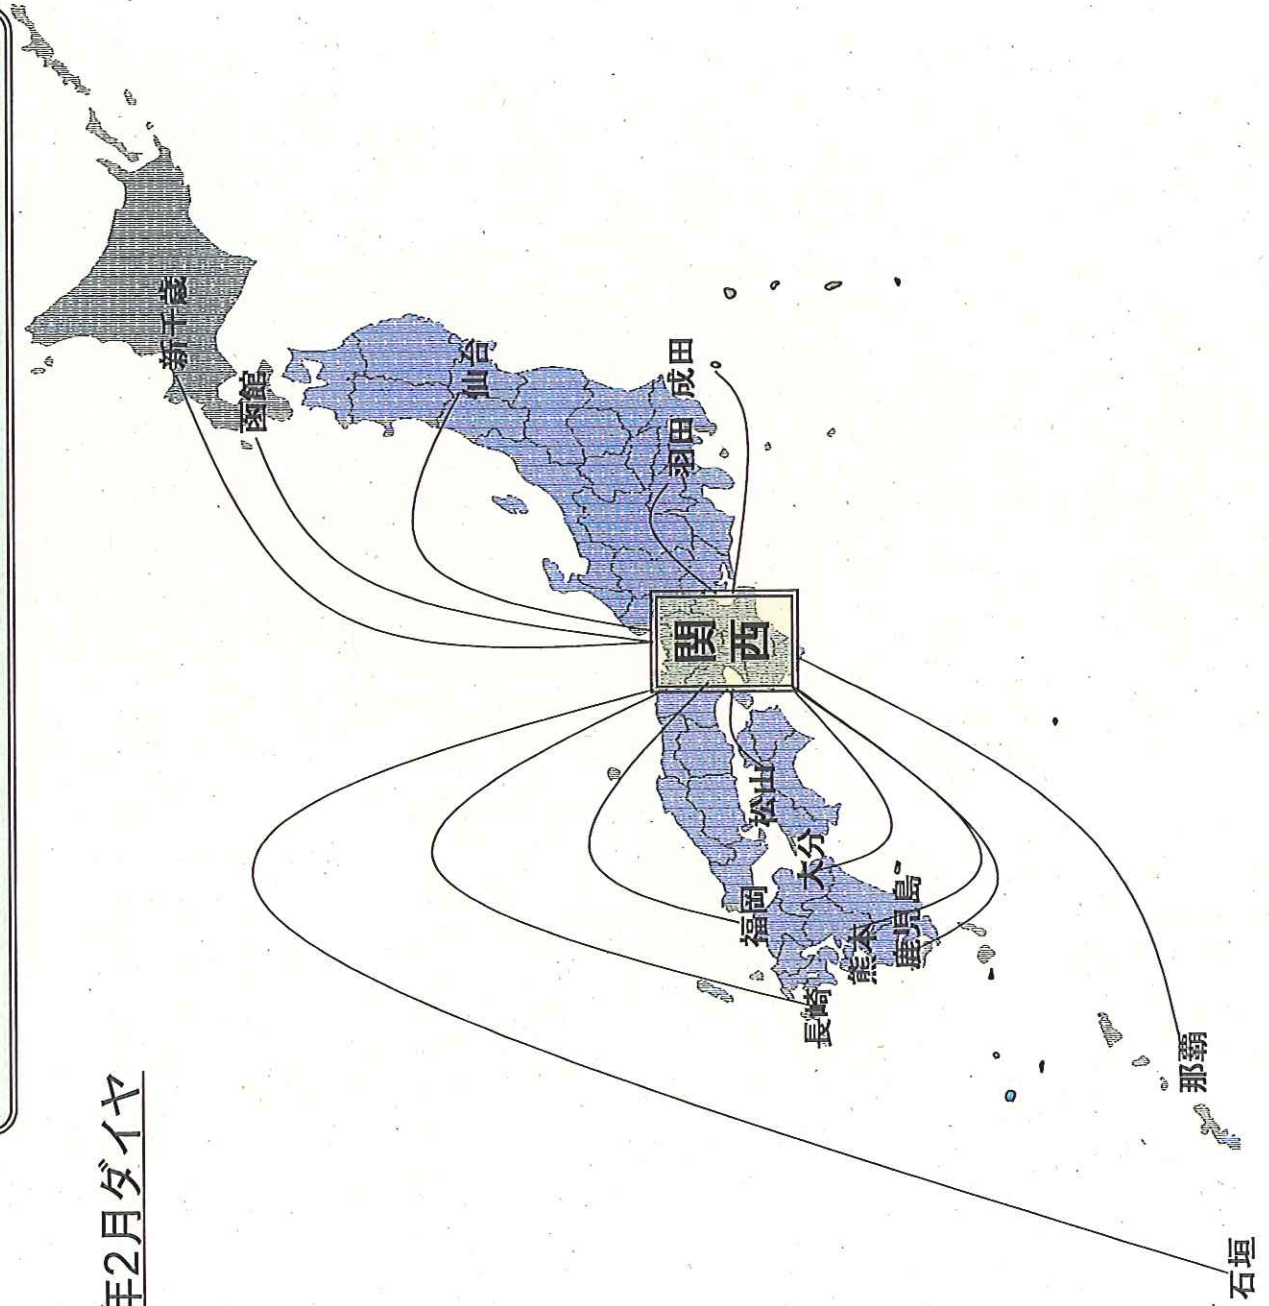 年2月ダイヤ
新千歳
函館
仙台
成田
羽田
関西
松山
大分
福岡
熊本
鹿児島
長崎
那覇
石垣